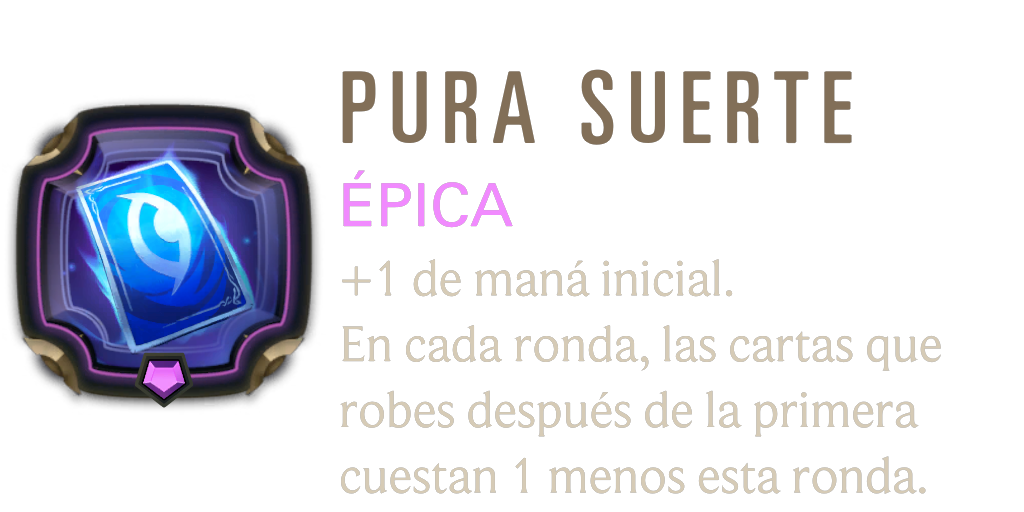 PURA SUERTE
ÉPICA
+1 de maná inicial.
En cada ronda, las cartas que
robes después de la primera
cuestan 1 menos esta ronda.